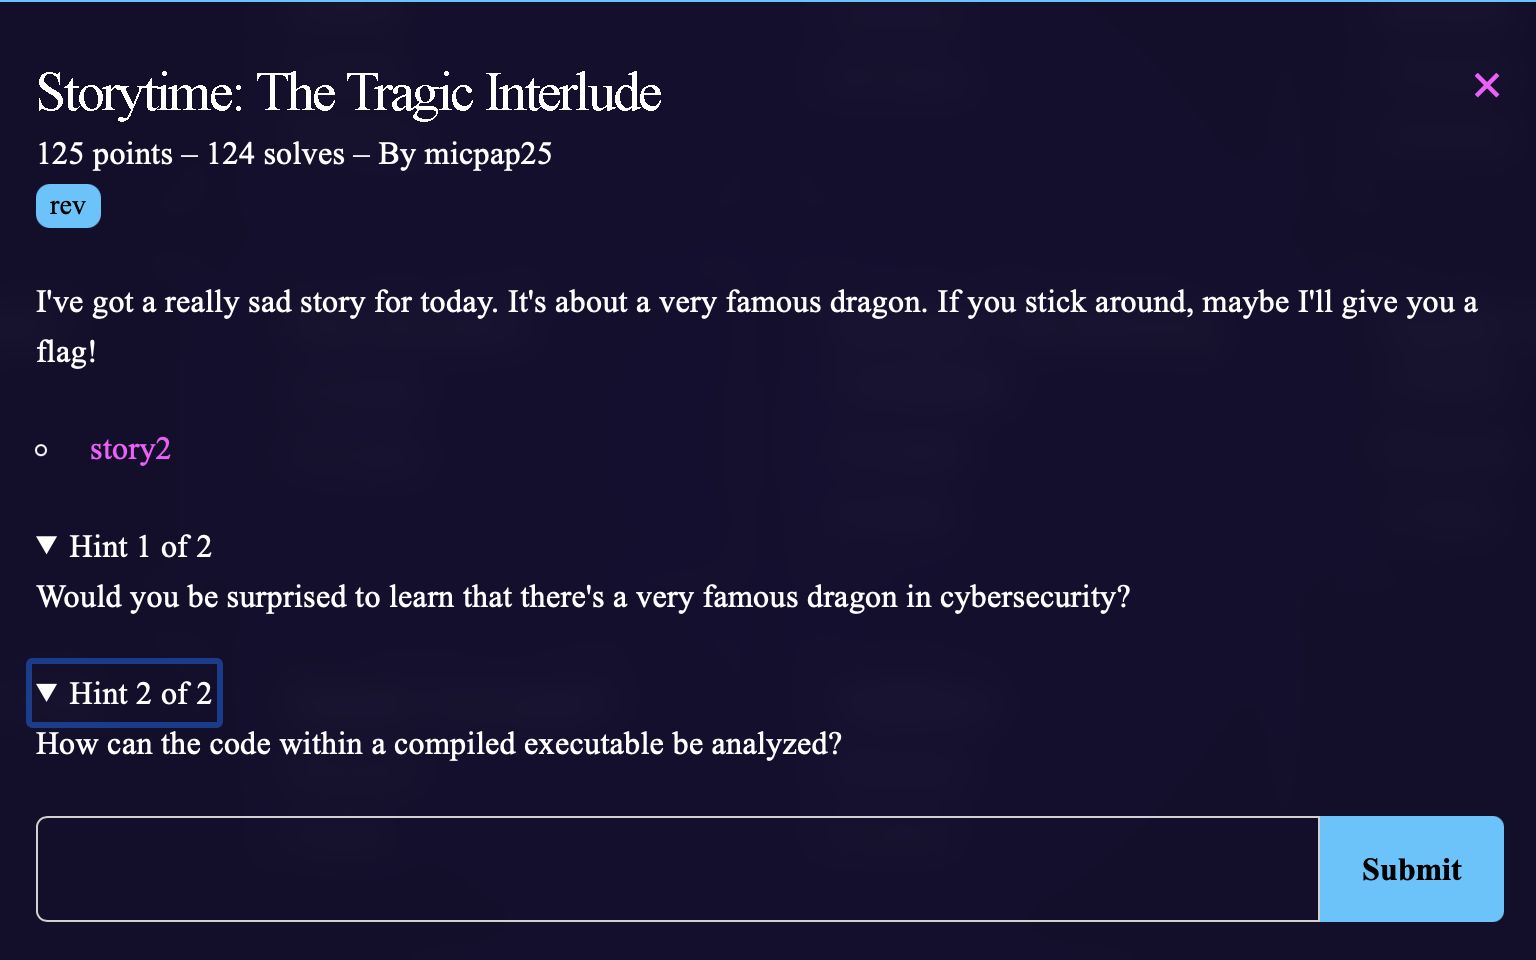 Storytime: The Tragic Interlude
125 points – 124 solves – By micpap25
rev
I've got a really sad story for today. It's about a very famous dragon. If you stick around, maybe I'll give you a
flag!
story2
Hint 1 of 2
Would you be surprised to learn that there's a very famous dragon in cybersecurity?
Hint 2 of 2
How can the code within a compiled executable be analyzed?
Submit